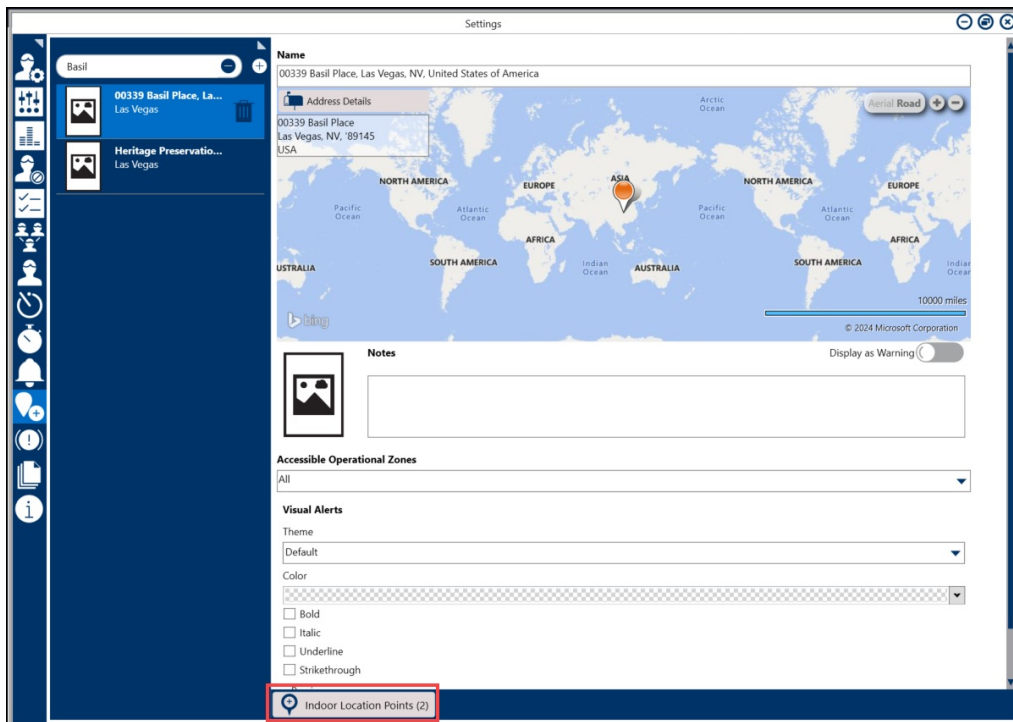 Settings
Basil
00339 Basil Place, La...
Las Vegas
Heritage Preservatio...
Las Vegas
Name
00339 Basil Place, Las Vegas, NV, United States of America
Address Details
00339 Basil Place
Las Vegas, NV, '89145
USA
Aerial Road
Arctic
Ocean
NORTH AMERICA
EUROPE
ASIA
NORTH AMERICA
EUROPE
Pacific
Ocean
Atlantic
Ocean
Pacific
Ocean
Atlantic
Ocean
AFRICA
AFRICA
USTRALIA
SOUTH AMERICA
Indian
Ocean
AUSTRALIA
SOUTH AMERICA
Indian
Ocean
10000 miles
bing
© 2024 Microsoft Corporation
Notes
Display as Warning
Accessible Operational Zones
All
Visual Alerts
Theme
Default
Color
Bold
Italic
Underline
Strikethrough
Indoor Location Points (2)